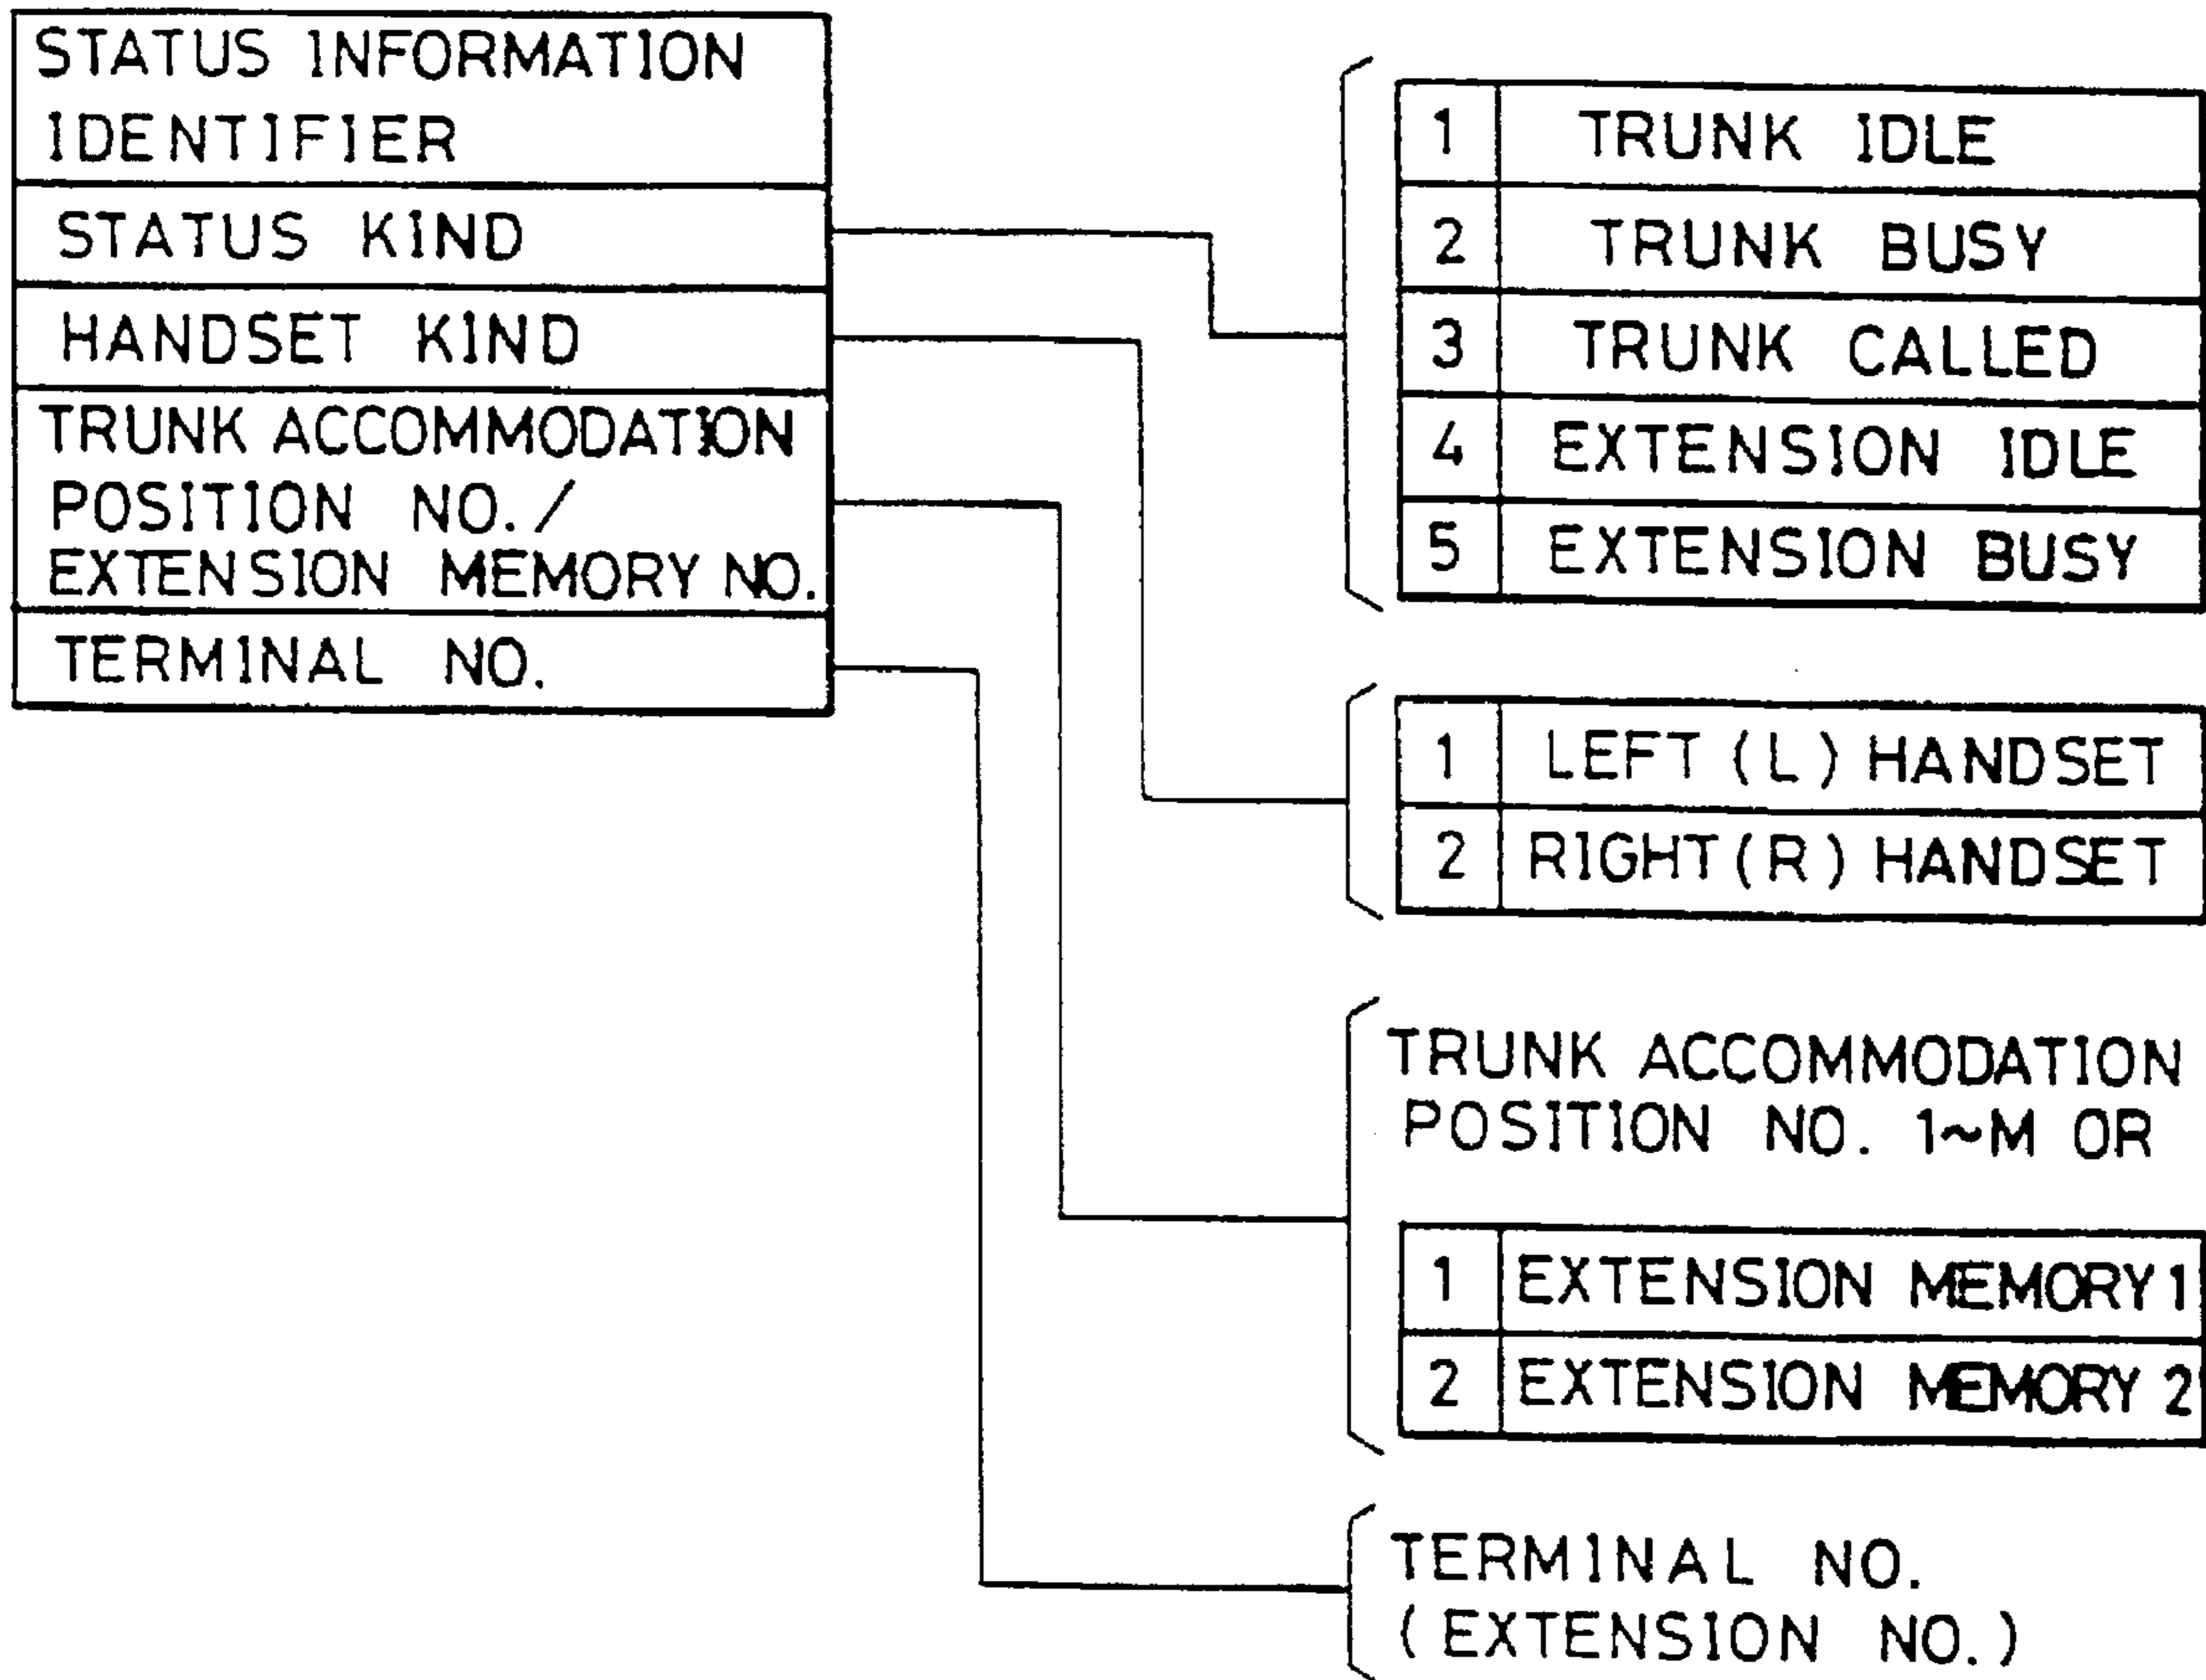 STATUS INFORMATION
IDENTIFIER
STATUS KIND
HANDSET KIND
TRUNK ACCOMMODATION
POSITION NO./
EXTENSION MEMORY NO.
TERMINAL NO.
1 TRUNK IDLE
2 TRUNK BUSY
3 TRUNK CALLED
4 EXTENSION IDLE
5 EXTENSION BUSY
1 LEFT (L) HANDSET
2 RIGHT (R) HANDSET
TRUNK ACCOMMODATION
POSITION NO. 1~M OR
1 EXTENSION MEMORY 1
2 EXTENSION MEMORY 2
TERMINAL NO.
(EXTENSION NO.)